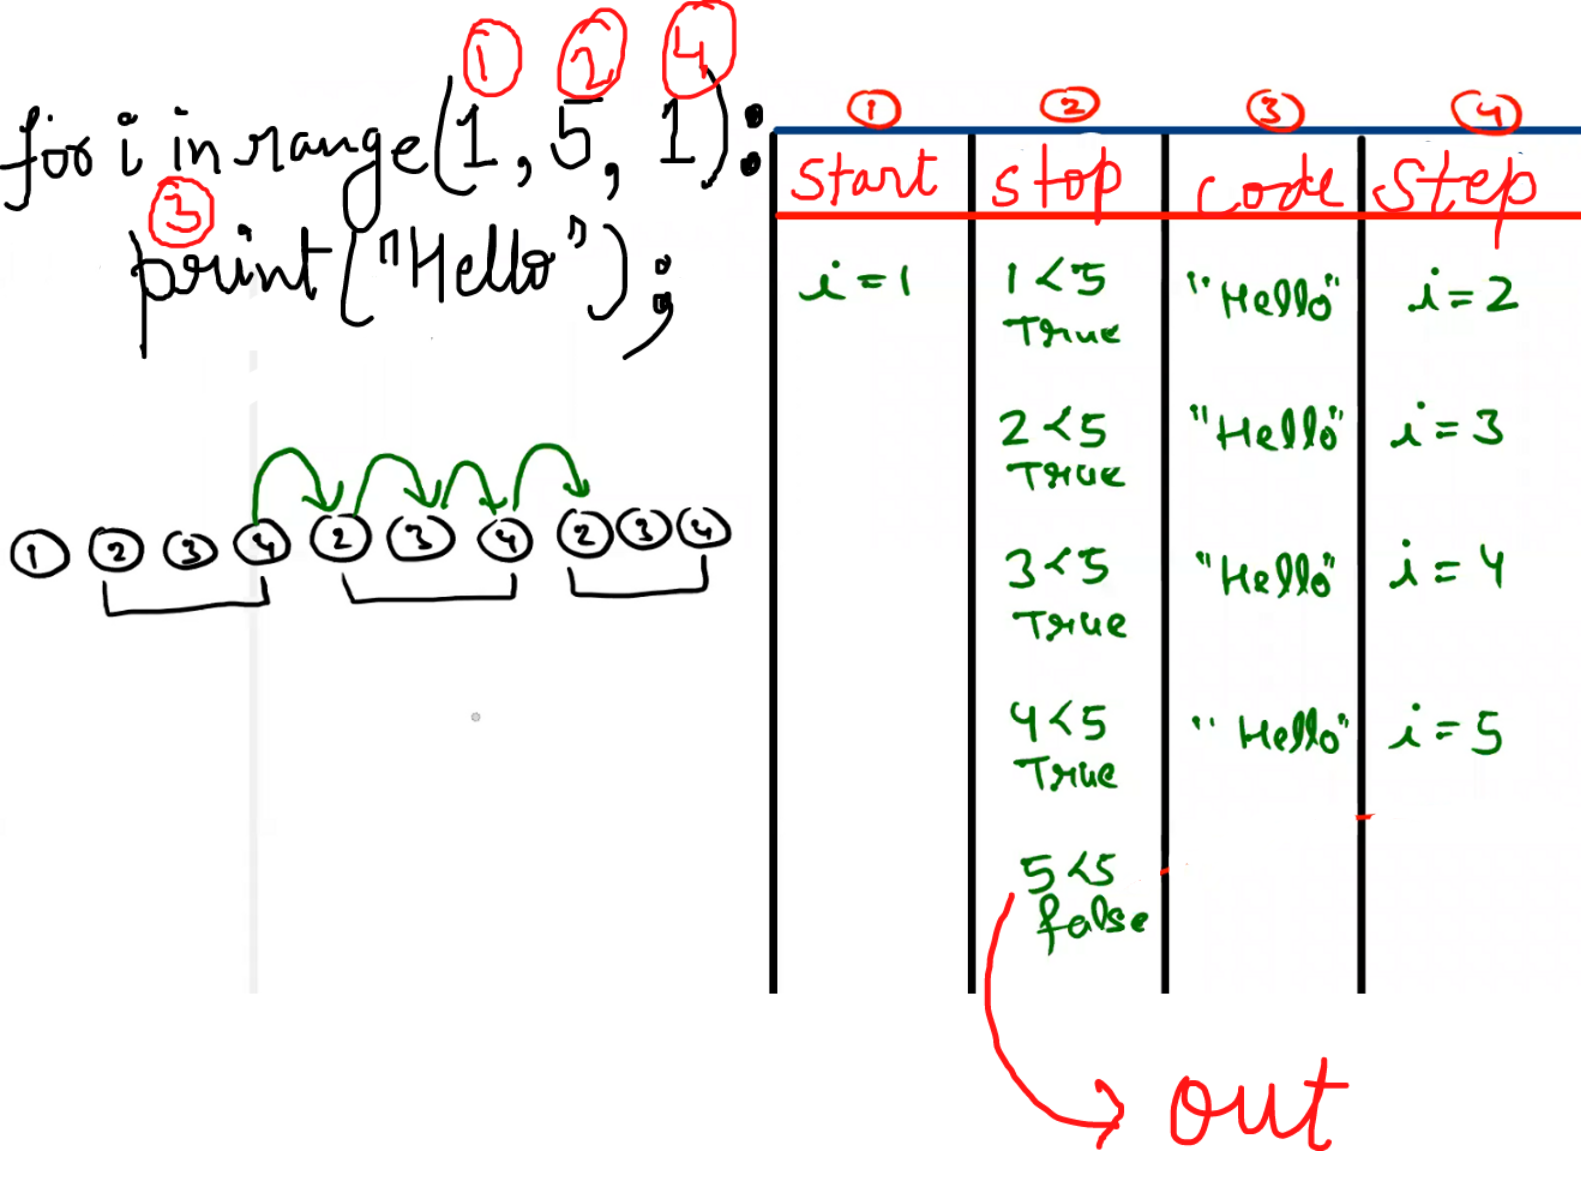 1 2 4
for i in range(1, 5, 1):
3
print("Hello");
1 2 3 4 2 3 4 2 3 4
1 2 3 4
start stop code step
i=1 1<5 "Hello" i=2
True
2<5 "Hello" i=3
True
3<5 "Hello" i=4
True
4<5 "Hello" i=5
True
5<5
false
out